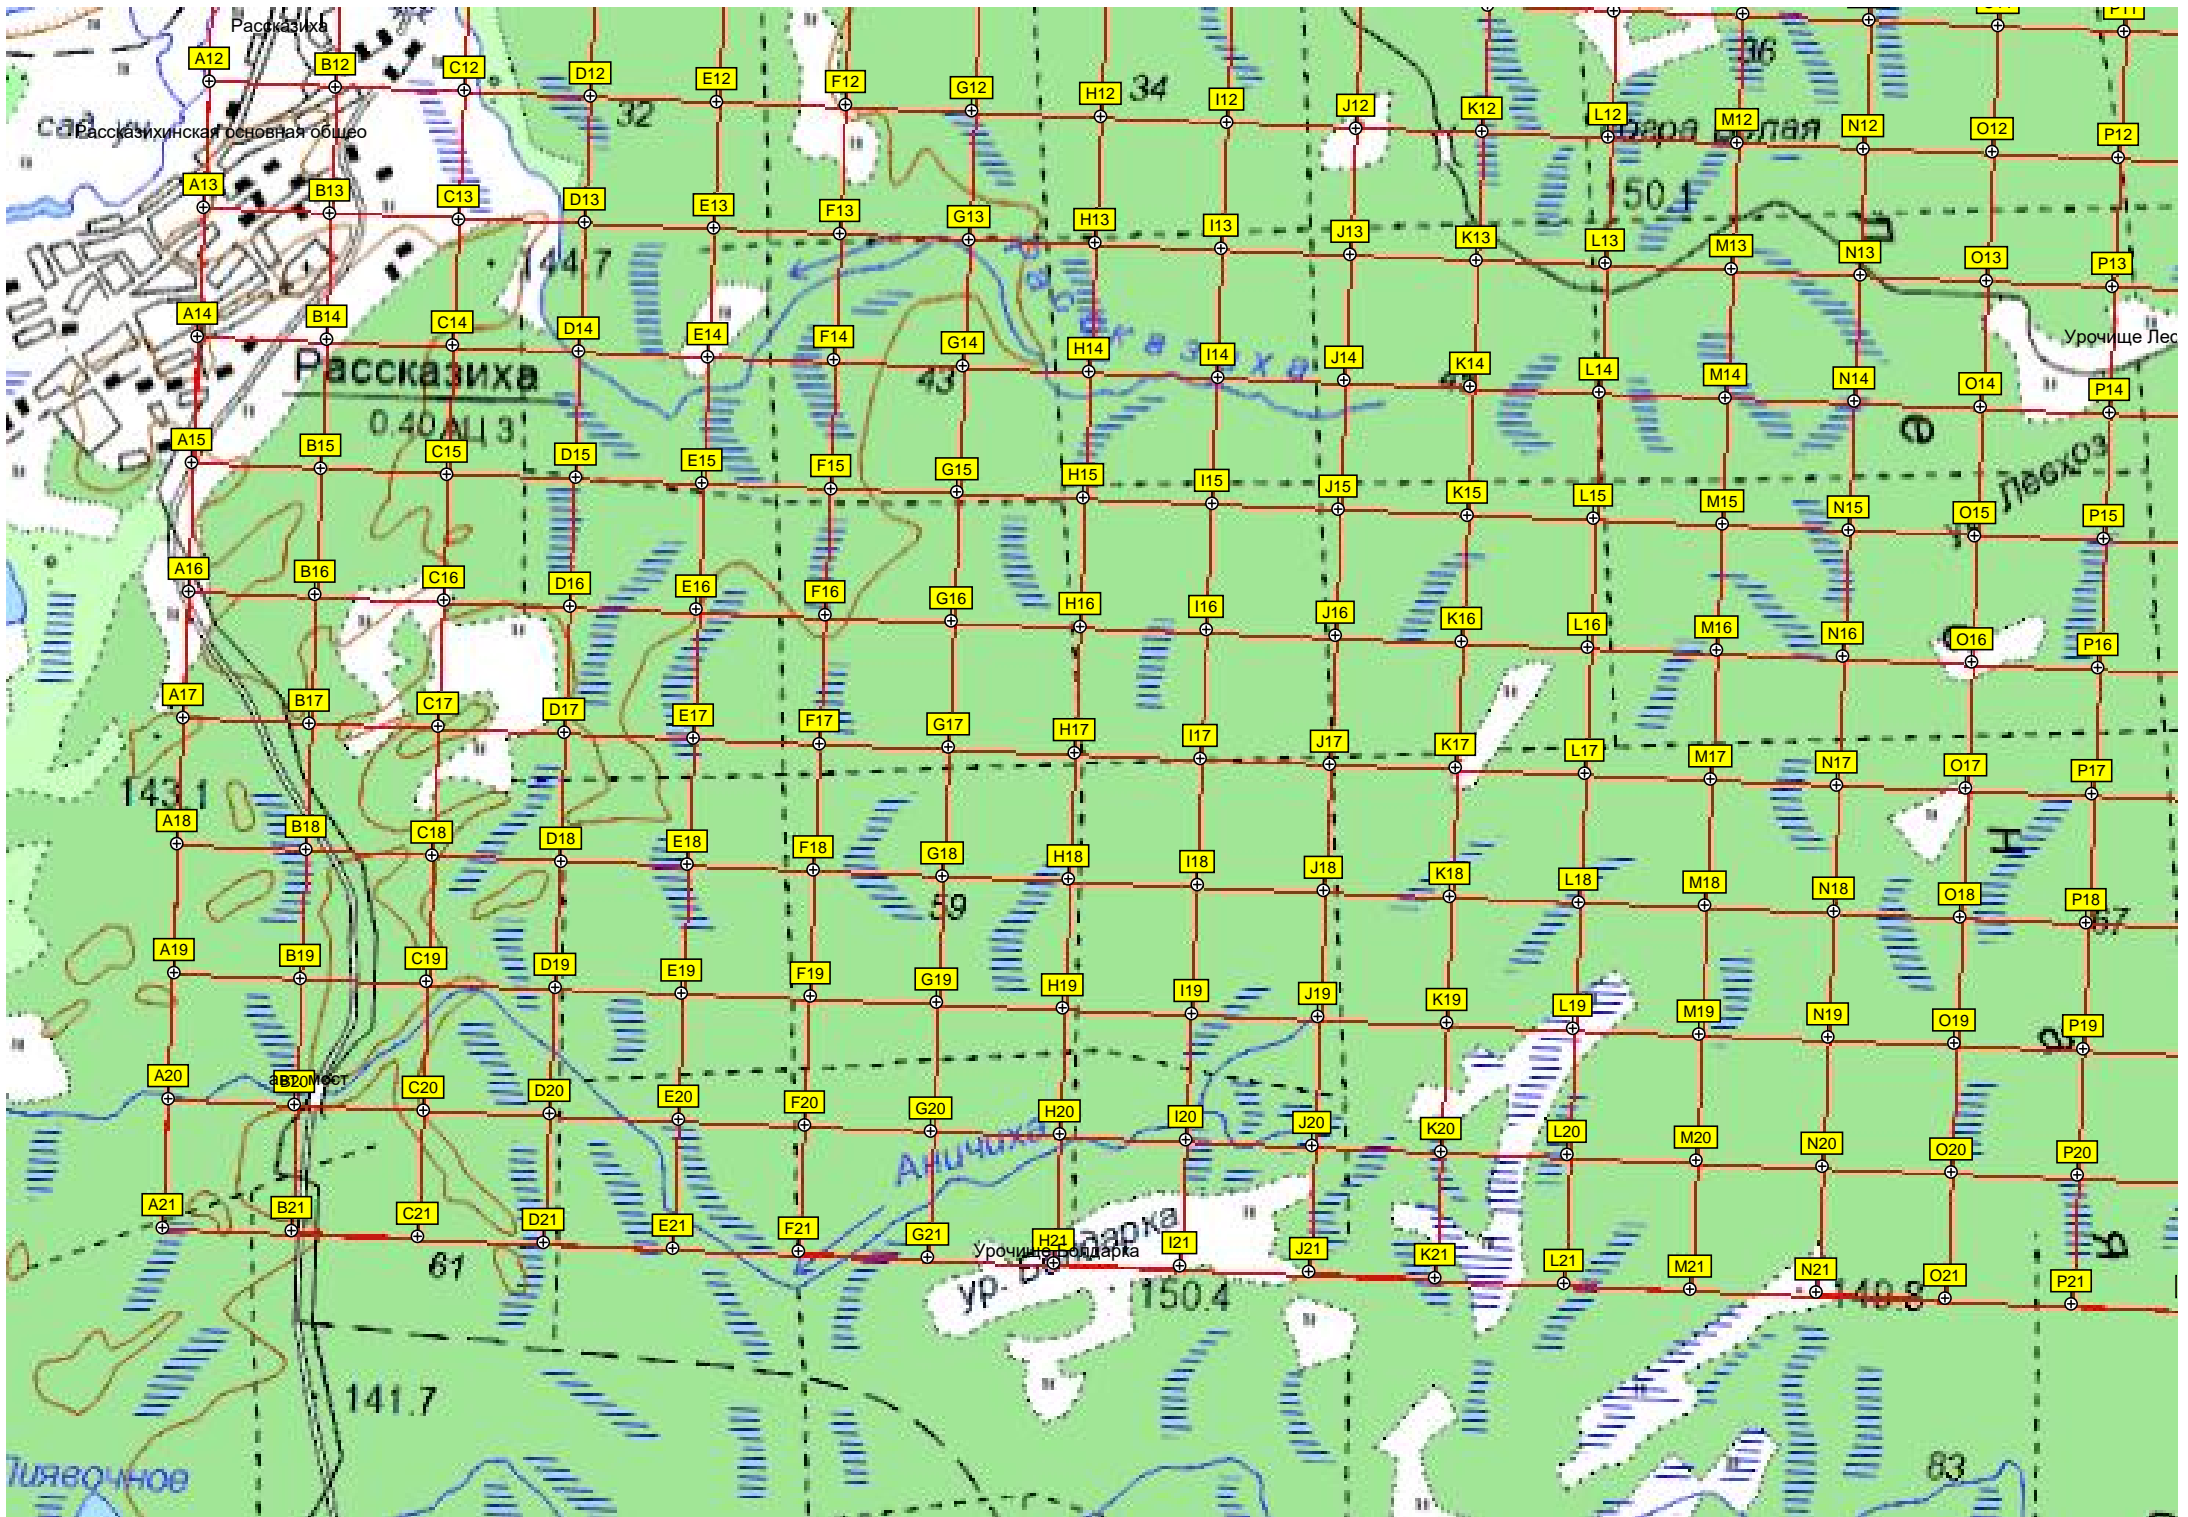 Рассказиха
A12 B12 C12 D12 E12 F12 G12 H12 I12 J12 K12 L12 M12 N12 O12 P12
32
34
36
Рассказихинская основная общео
150.1
A13 B13 C13 D13 E13 F13 G13 H13 I13 J13 K13 L13 M13 N13 O13 P13
144.7
Урочище Лес
A14 B14 C14 D14 E14 F14 G14 H14 I14 J14 K14 L14 M14 N14 O14 P14
Рассказиха
43
0.40
Лесхоз
A15 B15 C15 D15 E15 F15 G15 H15 I15 J15 K15 L15 M15 N15 O15 P15
A16 B16 C16 D16 E16 F16 G16 H16 I16 J16 K16 L16 M16 N16 O16 P16
A17 B17 C17 D17 E17 F17 G17 H17 I17 J17 K17 L17 M17 N17 O17 P17
143.1
A18 B18 C18 D18 E18 F18 G18 H18 I18 J18 K18 L18 M18 N18 O18 P18
59
67
A19 B19 C19 D19 E19 F19 G19 H19 I19 J19 K19 L19 M19 N19 O19 P19
авт. мост
A20 B20 C20 D20 E20 F20 G20 H20 I20 J20 K20 L20 M20 N20 O20 P20
Аничиха
A21 B21 C21 D21 E21 F21 G21 H21 I21 J21 K21 L21 M21 N21 O21 P21
61
Урочище Болдарка
ур. Болдарка
150.4
149.8
141.7
Пиявочное
83